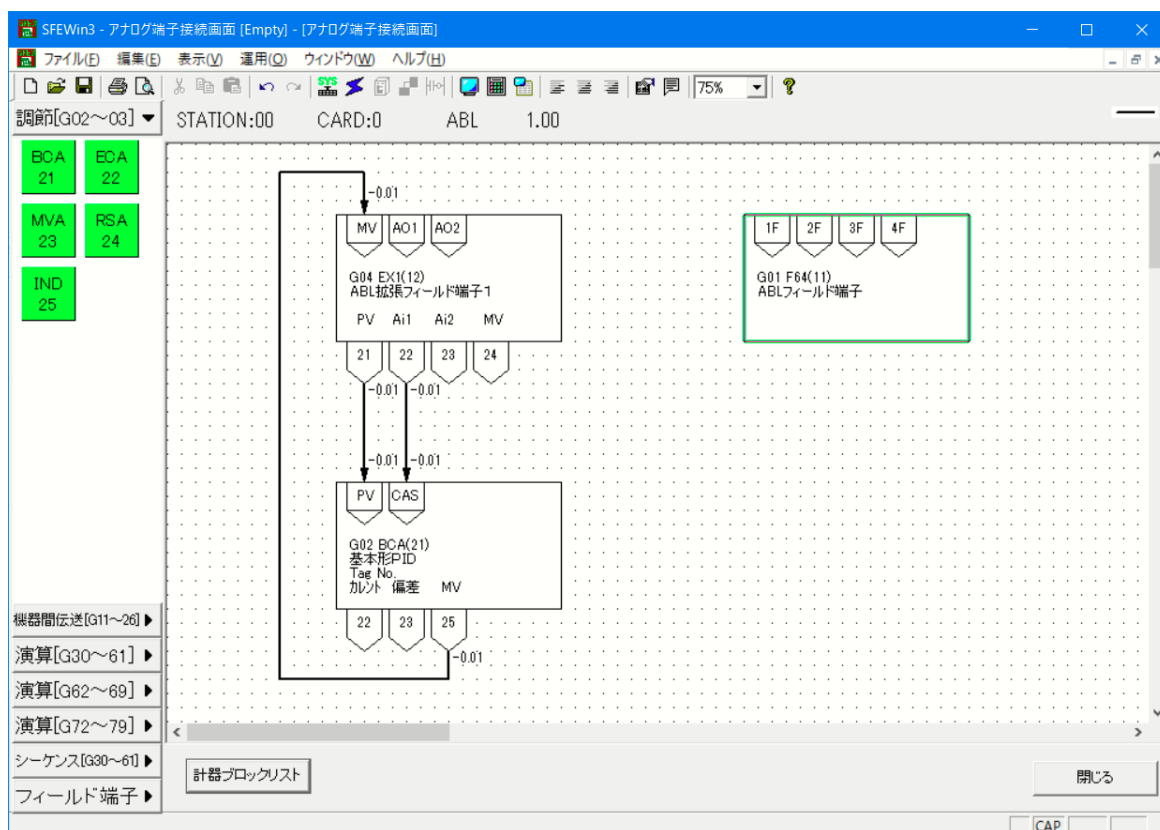 SFEWin3 - アナログ端子接続画面 [Empty] - [アナログ端子接続画面]
ファイル(F) 編集(E) 表示(V) 運用(O) ウィンドウ(W) ヘルプ(H)
SYS 75%
調節[G02～03] STATION:00 CARD:0 ABL 1.00
BCA ECA
21 22
MVA RSA
23 24
IND
25
-0.01
MV AO1 AO2
G04 EX1(12)
ABL拡張フィールド端子1
PV Ai1 Ai2 MV
21 22 23 24
-0.01 -0.01
-0.01 -0.01
PV CAS
G02 BCA(21)
基本形PID
Tag No.
カレント 偏差 MV
22 23 25
-0.01
1F 2F 3F 4F
G01 F64(11)
ABLフィールド端子
機器間伝送[G11～26]
演算[G30～61]
演算[G62～69]
演算[G72～79]
シーケンス[G30～61]
フィールド端子
計器ブロックリスト 閉じる
CAP